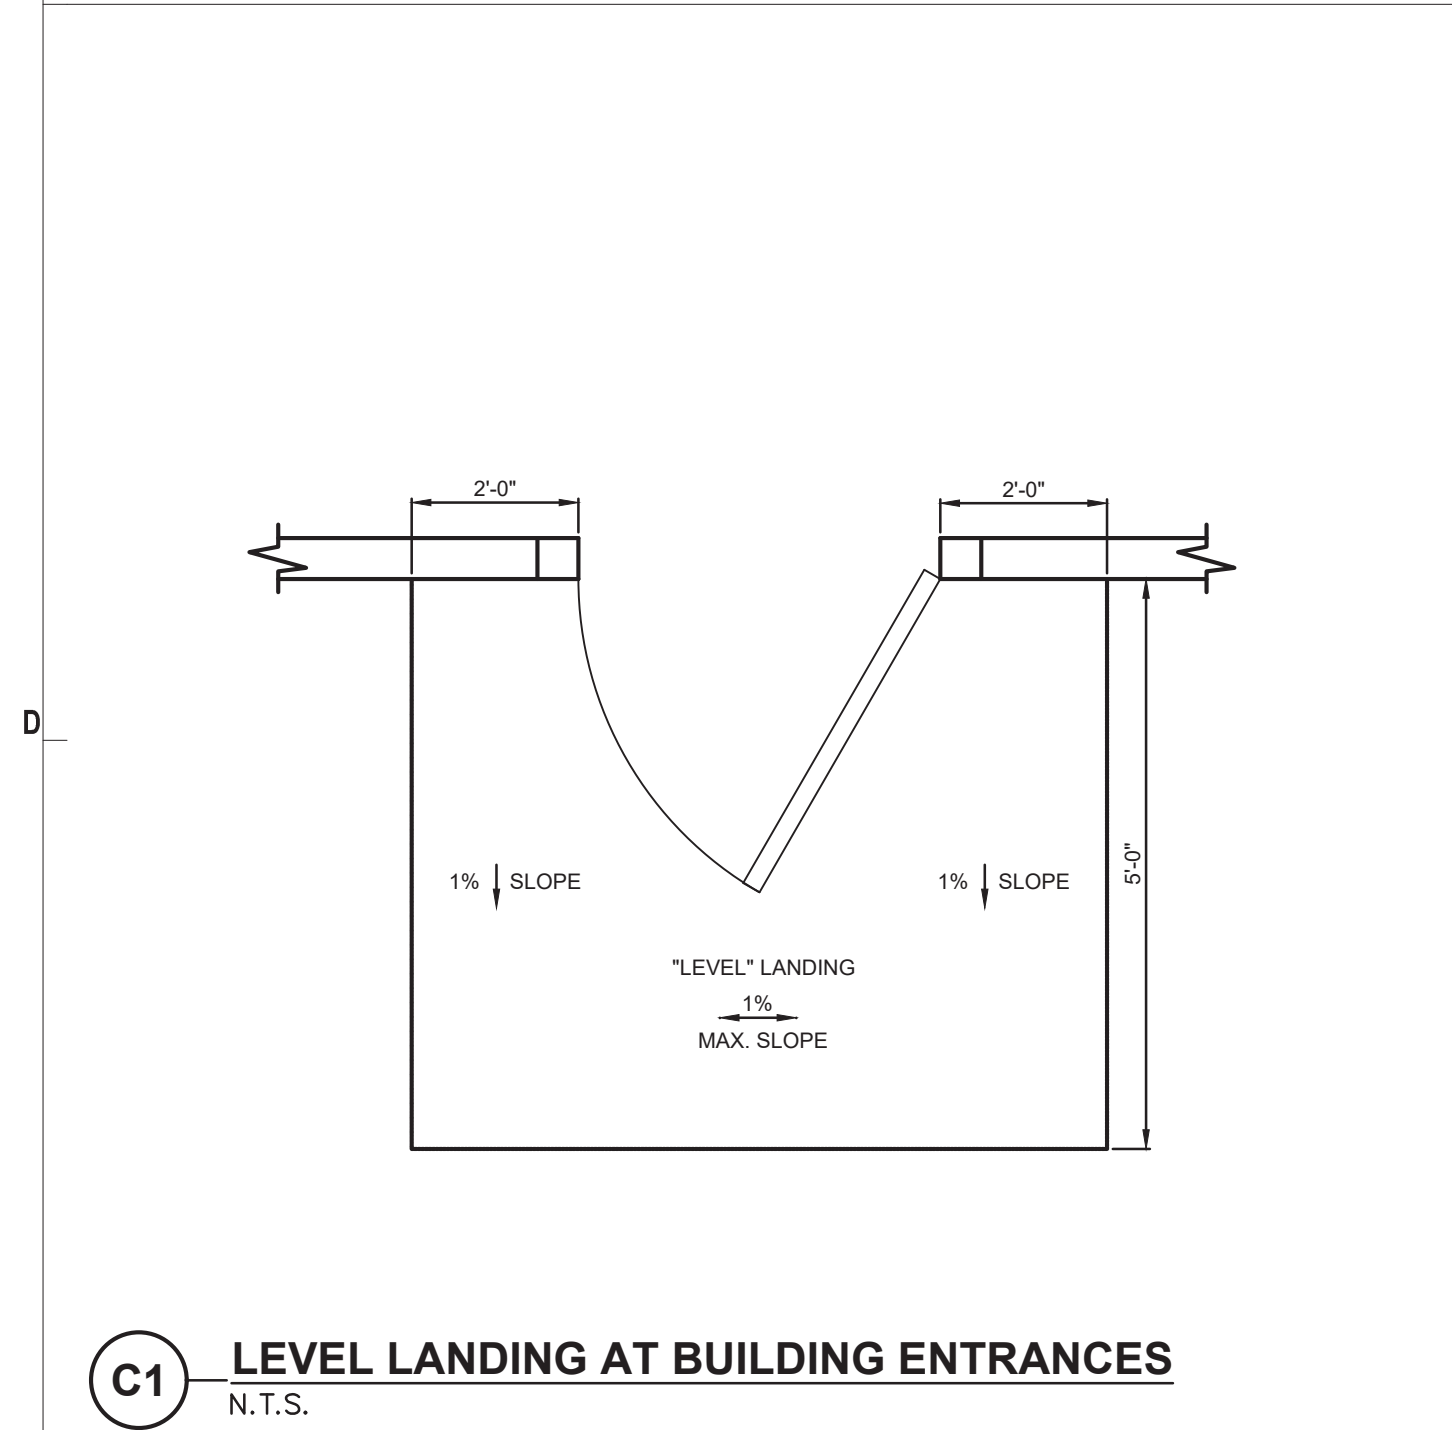 2'-0"
2'-0"
D
5'-0"
1% SLOPE
1% SLOPE
"LEVEL" LANDING
1%
MAX. SLOPE
C1
LEVEL LANDING AT BUILDING ENTRANCES
N.T.S.